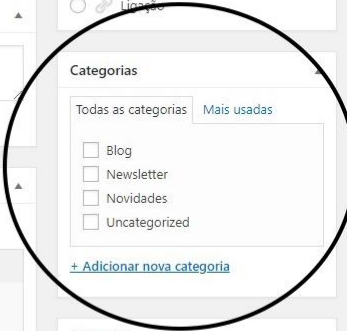 Ligação
Categorias
Todas as categorias
Mais usadas
Blog
Newsletter
Novidades
Uncategorized
+ Adicionar nova categoria